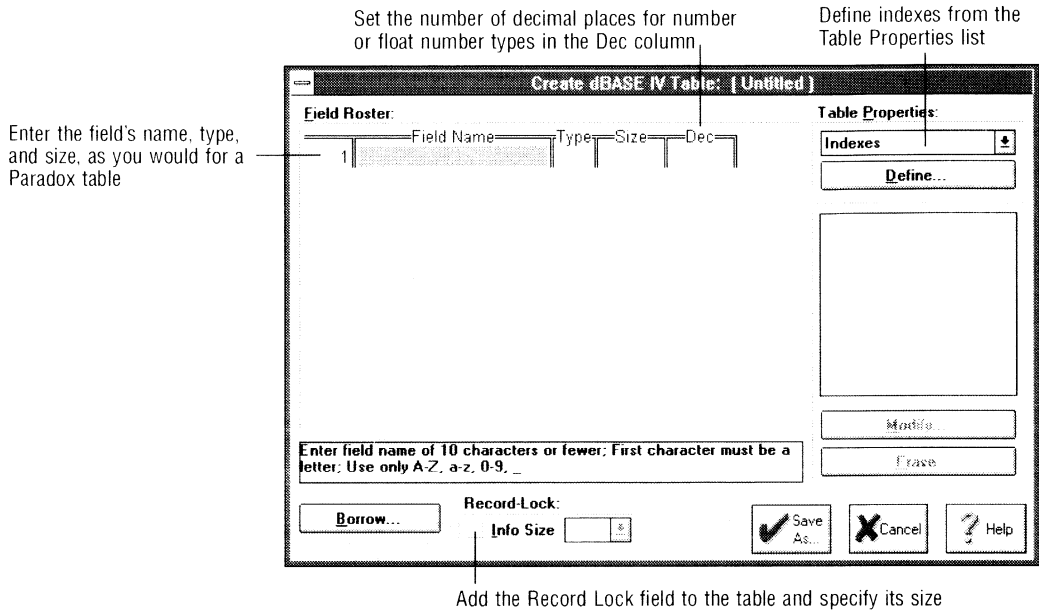 Set the number of decimal places for number
or float number types in the Dec column
Define indexes from the
Table Properties list
Enter the field's name, type,
and size, as you would for a
Paradox table
Create dBASE IV Table: [ Untitled ]
Field Roster:
Field Name Type Size Dec
1
Table Properties:
Indexes
Define...
Modify...
Erase
Enter field name of 10 characters or fewer; First character must be a
letter; Use only A-Z, a-z, 0-9, _
Borrow...
Record-Lock:
Info Size
Save
As...
Cancel
Help
Add the Record Lock field to the table and specify its size